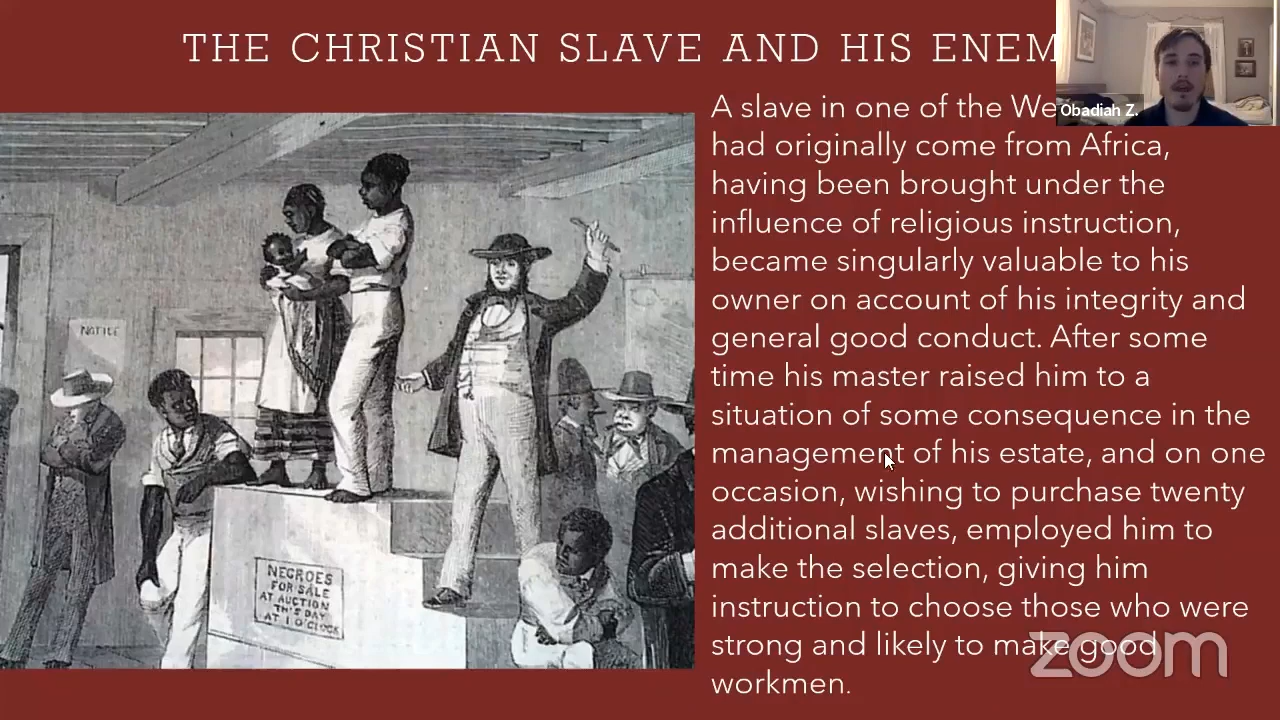 THE CHRISTIAN SLAVE AND HIS ENEM
Obadiah Z.
A slave in one of the We
had originally come from Africa,
having been brought under the
influence of religious instruction,
became singularly valuable to his
owner on account of his integrity and
general good conduct. After some
time his master raised him to a
situation of some consequence in the
management of his estate, and on one
occasion, wishing to purchase twenty
additional slaves, employed him to
make the selection, giving him
instruction to choose those who were
strong and likely to make good
workmen.
NOTICE
NEGROES
FOR SALE
AT AUCTION
THIS DAY
AT 1 O'CLOCK
zoom